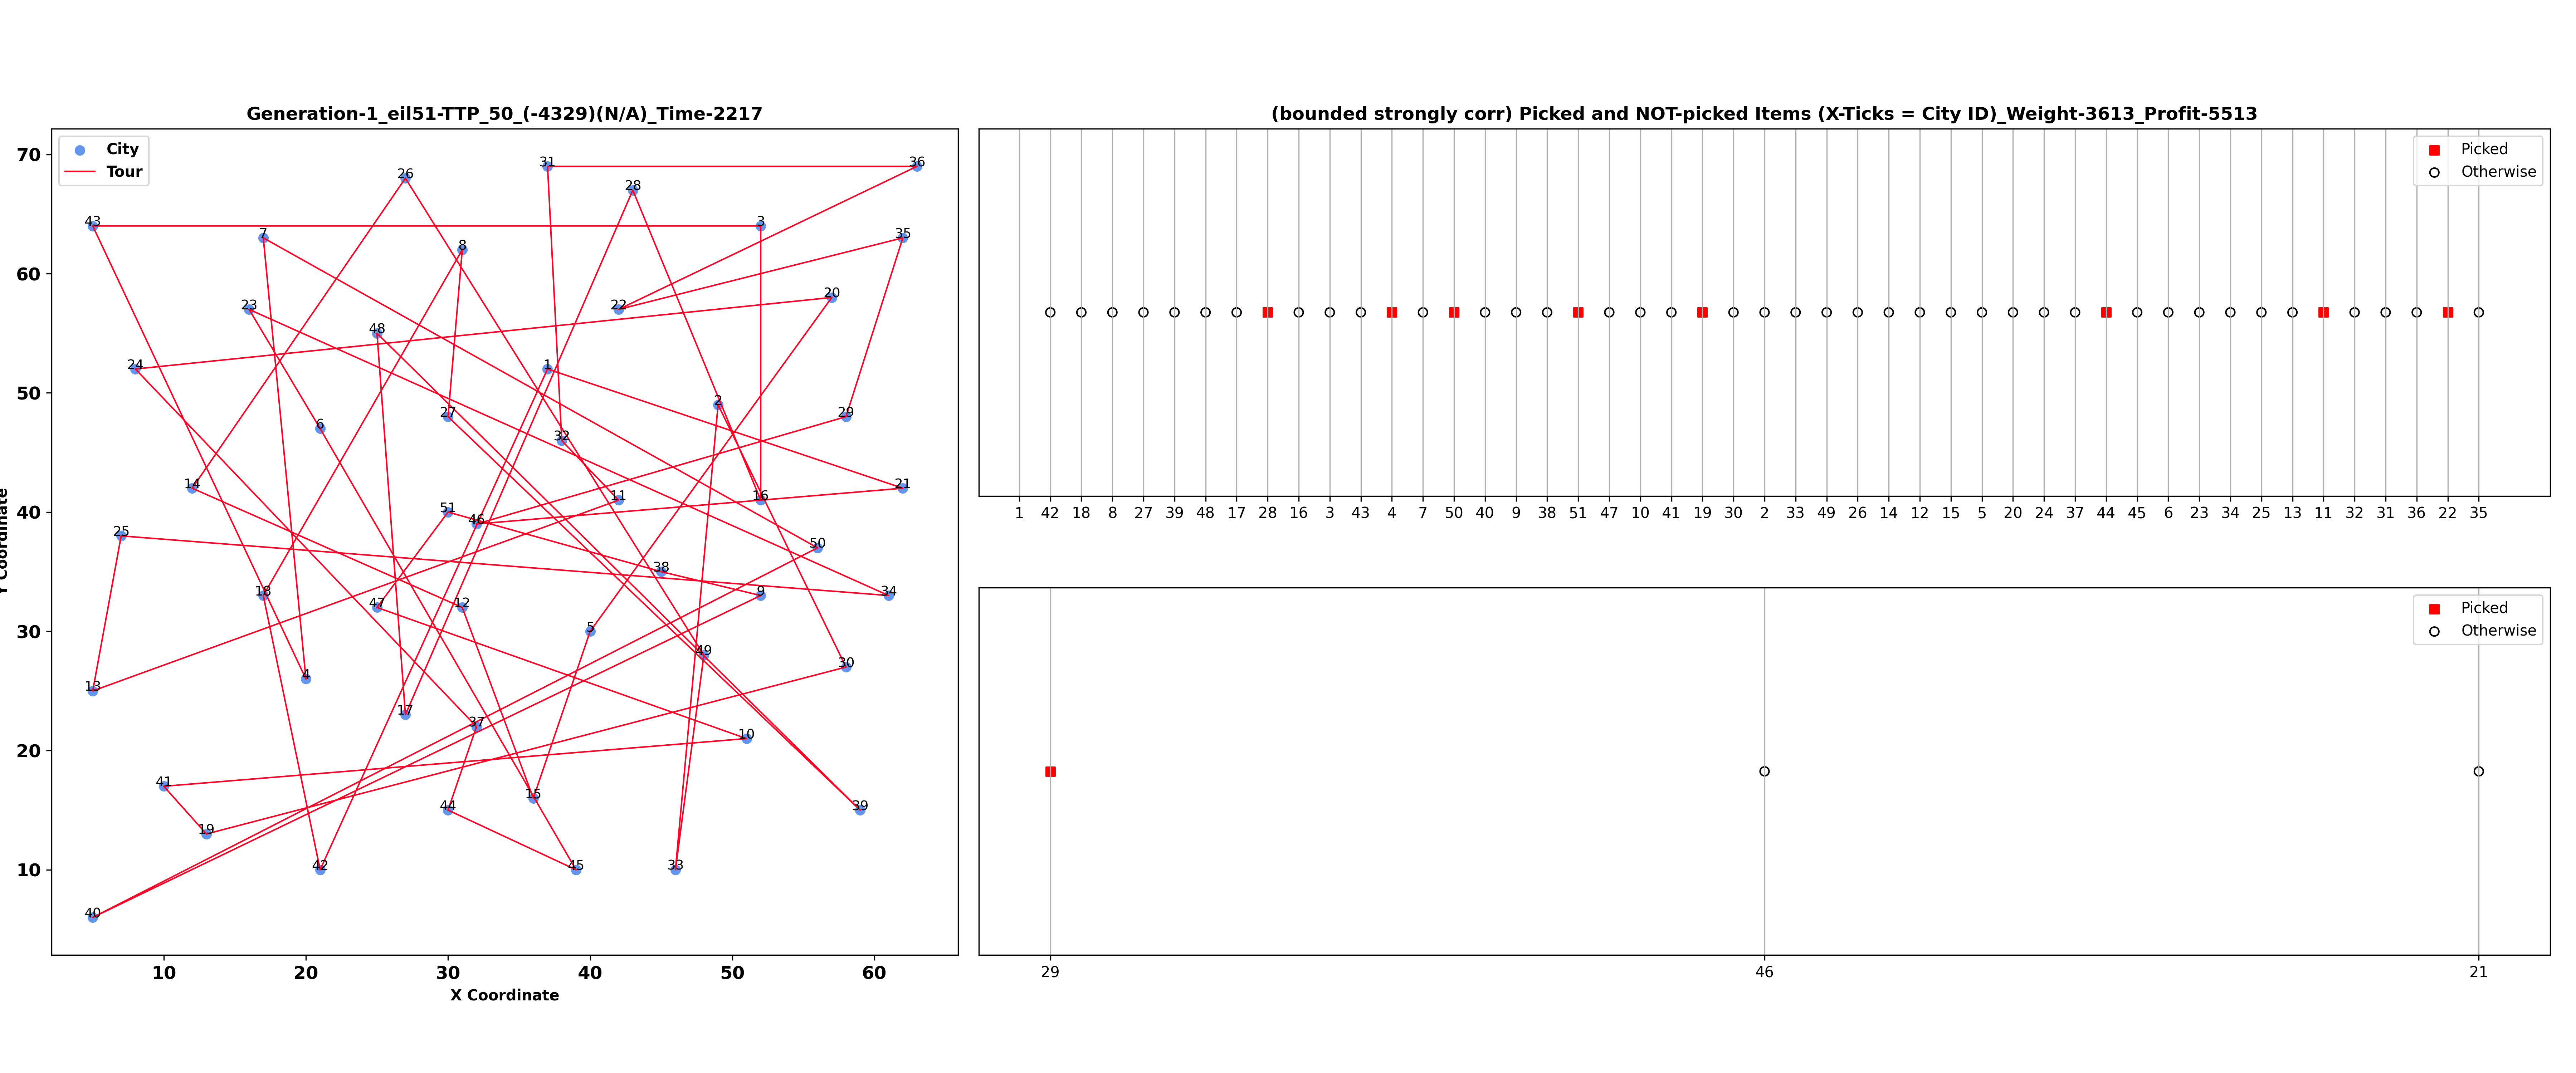 Generation-1_eil51-TTP_50_(-4329)(N/A)_Time-2217
City
Tour
70
60
50
40
30
20
10
31 36
26
28
43 3
7 35
8
20
23 22
48
24 1
2
27 29
6
32
14 21
11 16
51
46
25
50
38
18 9 34
47 12
5
49
30
4
13
17
37
10
41
15
44 39
19
42 45 33
40
10 20 30 40 50 60
X Coordinate
Y Coordinate
(bounded strongly corr) Picked and NOT-picked Items (X-Ticks = City ID)_Weight-3613_Profit-5513
Picked
Otherwise
1 42 18 8 27 39 48 17 28 16 3 43 4 7 50 40 9 38 51 47 10 41 19 30 2 33 49 26 14 12 15 5 20 24 37 44 45 6 23 34 25 13 11 32 31 36 22 35
Picked
Otherwise
29 46 21